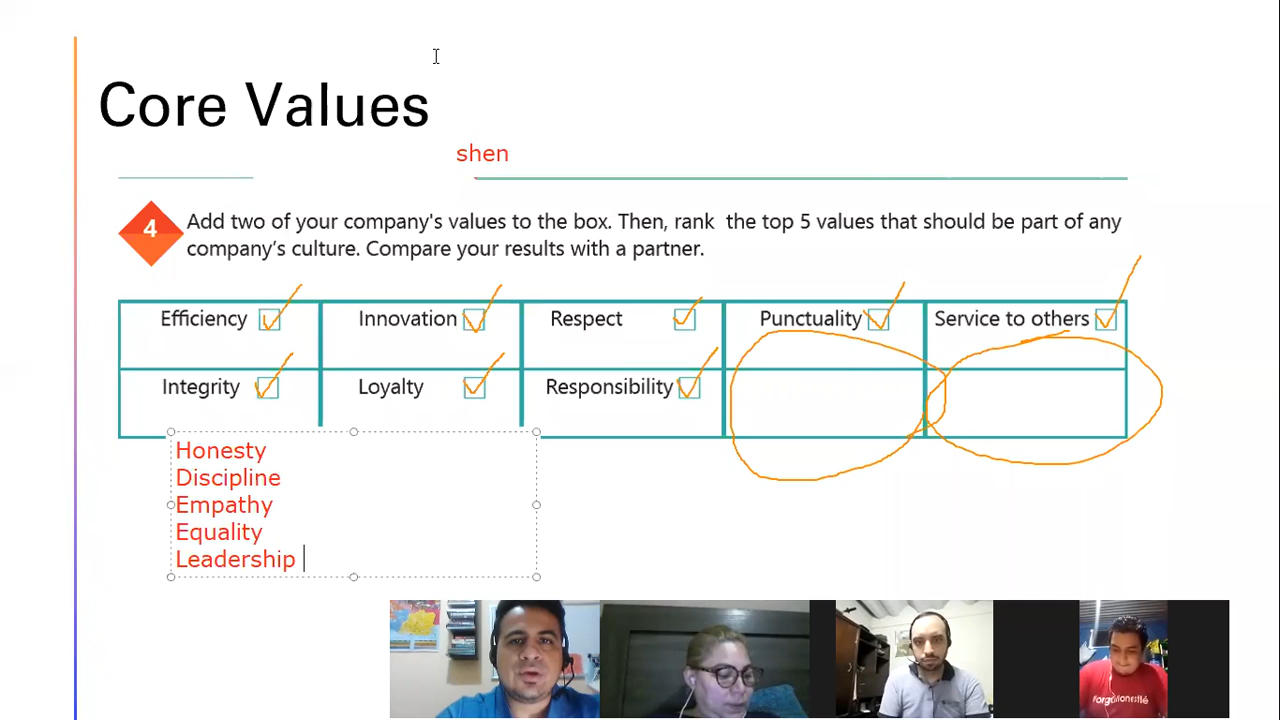 Core Values
shen
4
Add two of your company's values to the box. Then, rank the top 5 values that should be part of any
company's culture. Compare your results with a partner.
Efficiency Innovation Respect Punctuality Service to others
Integrity Loyalty Responsibility
Honesty
Discipline
Empathy
Equality
Leadership